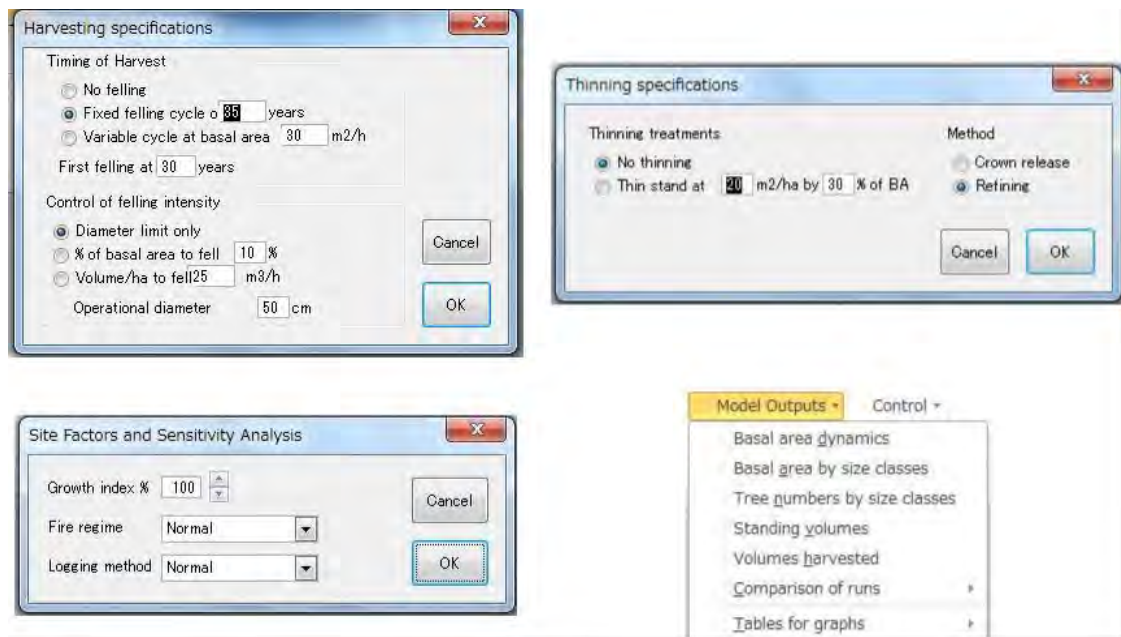 Harvesting specifications
Timing of Harvest
No felling
Fixed felling cycle o 35 years
Variable cycle at basal area 30 m2/h
First felling at 30 years
Control of felling intensity
Diameter limit only
% of basal area to fell 10 %
Volume/ha to fell25 m3/h
Operational diameter 50 cm
Cancel
OK
Thinning specifications
Thinning treatments
No thinning
Thin stand at 20 m2/ha by 30 % of BA
Method
Crown release
Refining
Cancel OK
Site Factors and Sensitivity Analysis
Growth index % 100
Fire regime Normal
Logging method Normal
Cancel
OK
Model Outputs Control
Basal area dynamics
Basal area by size classes
Tree numbers by size classes
Standing volumes
Volumes harvested
Comparison of runs
Tables for graphs